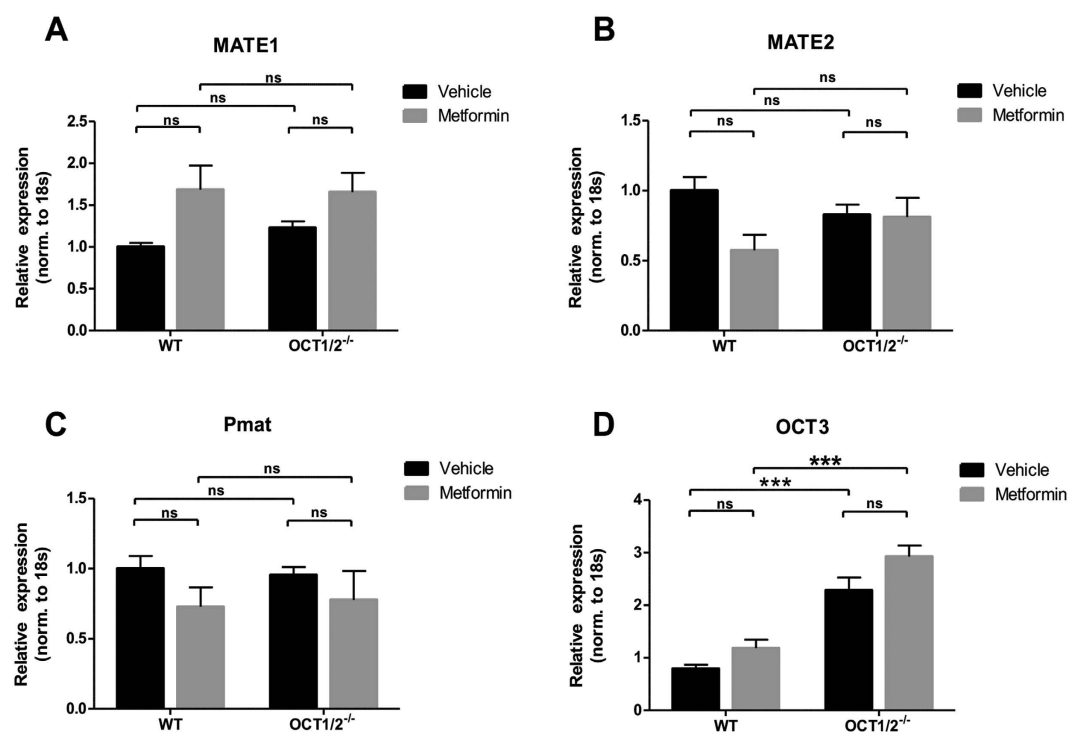 A
MATE1
ns
ns
ns
ns
Vehicle
Metformin
Relative expression
(norm. to 18s)
2.5
2.0
1.5
1.0
0.5
0.0
WT
OCT1/2-/-
B
MATE2
ns
ns
ns
ns
Vehicle
Metformin
Relative expression
(norm. to 18s)
1.5
1.0
0.5
0.0
WT
OCT1/2-/-
C
Pmat
ns
ns
ns
ns
Vehicle
Metformin
Relative expression
(norm. to 18s)
1.5
1.0
0.5
0.0
WT
OCT1/2-/-
D
OCT3
***
***
ns
ns
Vehicle
Metformin
Relative expression
(norm. to 18s)
4
3
2
1
0
WT
OCT1/2-/-